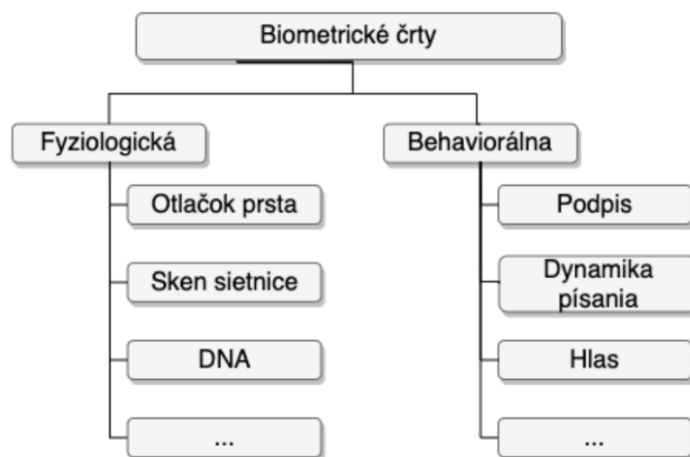 Biometrické črty
Fyziologická
Otlačok prsta
Sken sietnice
DNA
...
Behaviorálna
Podpis
Dynamika
písania
Hlas
...